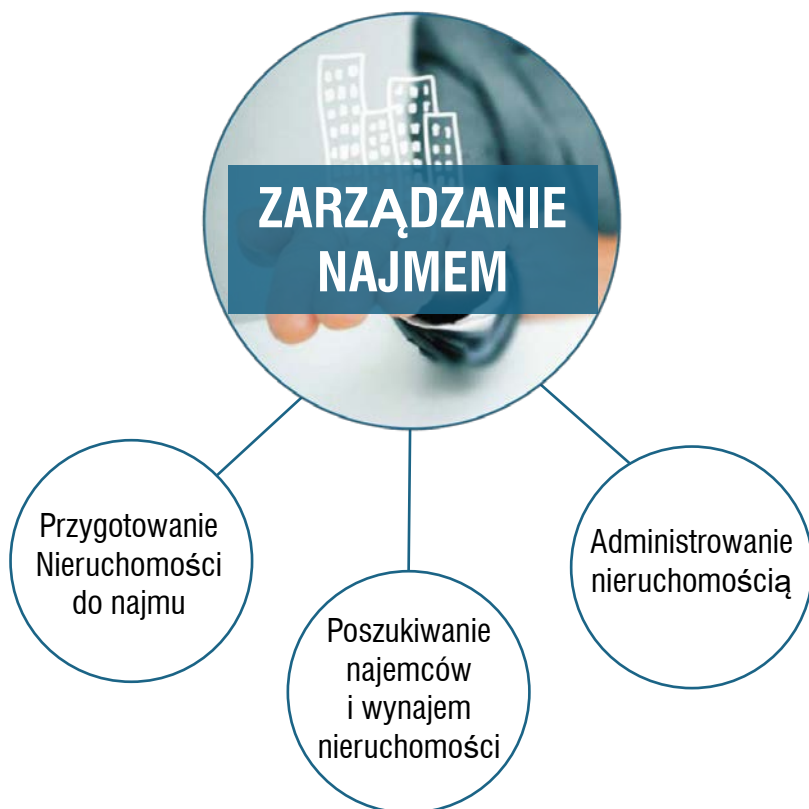 ZARZĄDZANIE
NAJMEM
Przygotowanie
Nieruchomości
do najmu
Poszukiwanie
najemców
i wynajem
nieruchomości
Administrowanie
nieruchomością